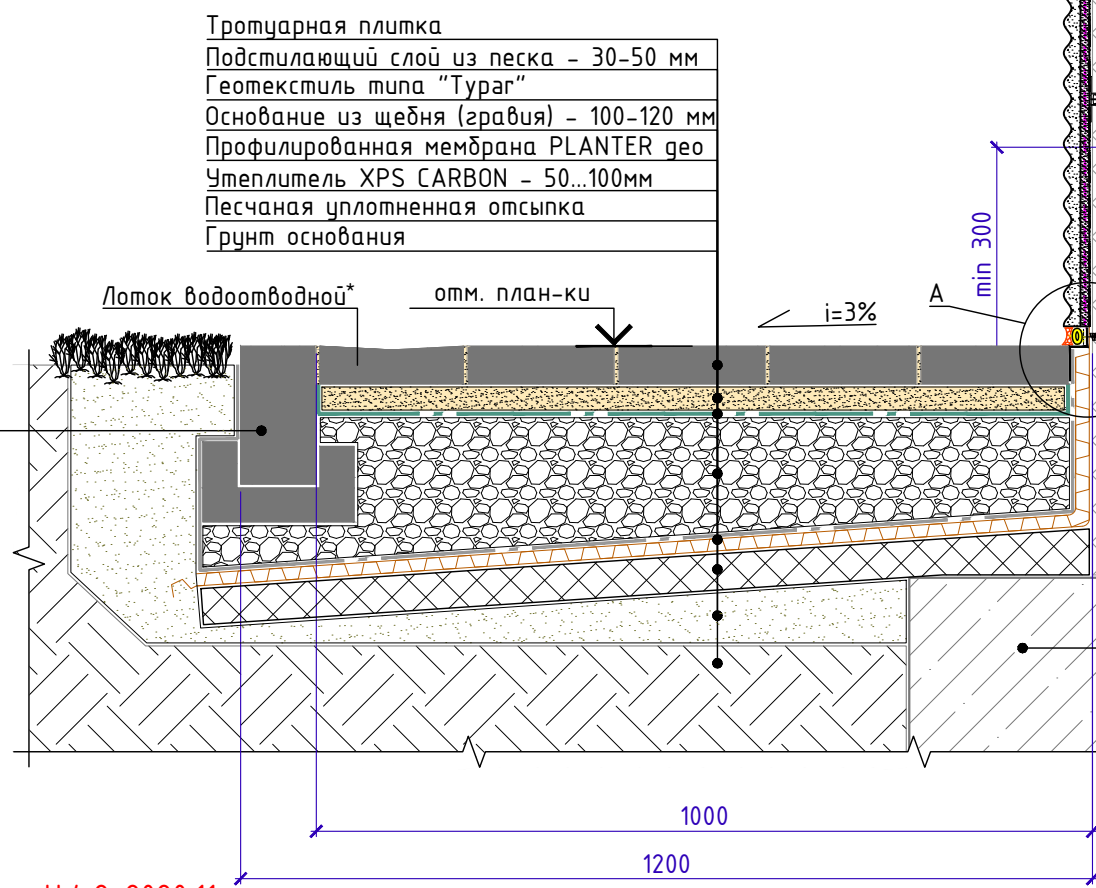 Тротуарная плитка
Подстилающий слой из песка - 30-50 мм
Геотекстиль типа "Typar"
Основание из щебня (гравия) - 100-120 мм
Профилированная мембрана PLANTER geo
Утеплитель XPS CARBON - 50...100мм
Песчаная уплотненная отсыпка
Грунт основания
Лоток водоотводной*
отм. план-ки
i=3%
А
min 300
1000
1200